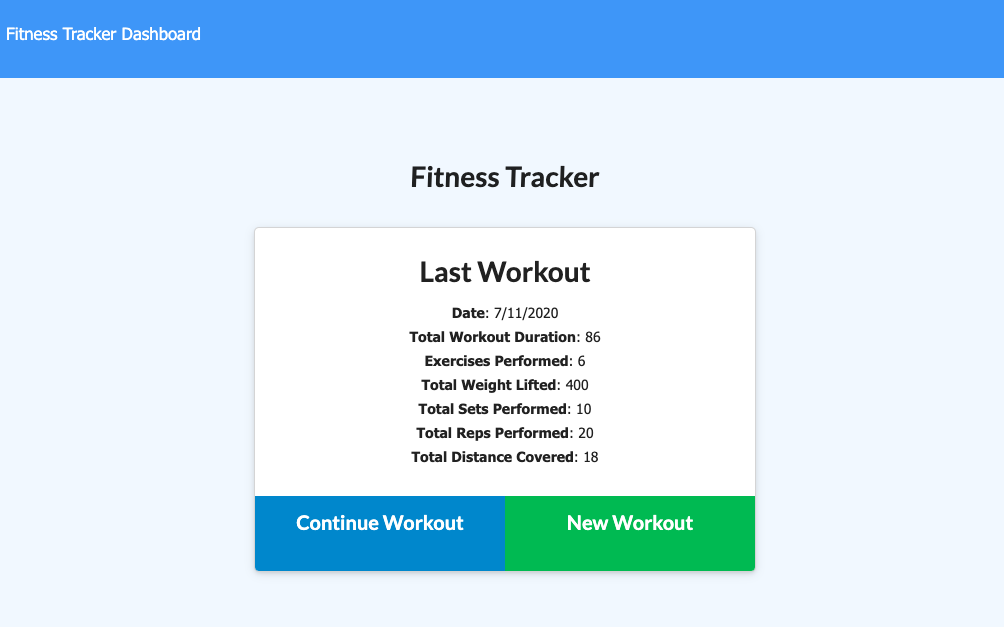 Fitness Tracker Dashboard
Fitness Tracker
Last Workout
Date: 7/11/2020
Total Workout Duration: 86
Exercises Performed: 6
Total Weight Lifted: 400
Total Sets Performed: 10
Total Reps Performed: 20
Total Distance Covered: 18
Continue Workout
New Workout